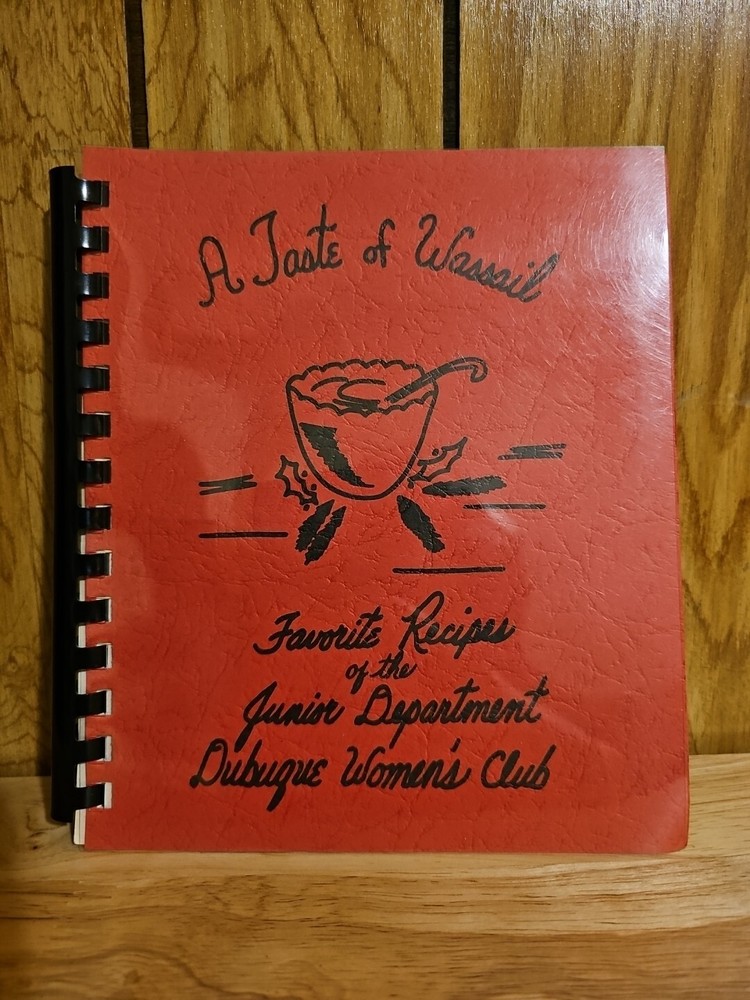 A Taste of Wassail
Favorite Recipes
of the
Junior Department
Dubuque Women's Club